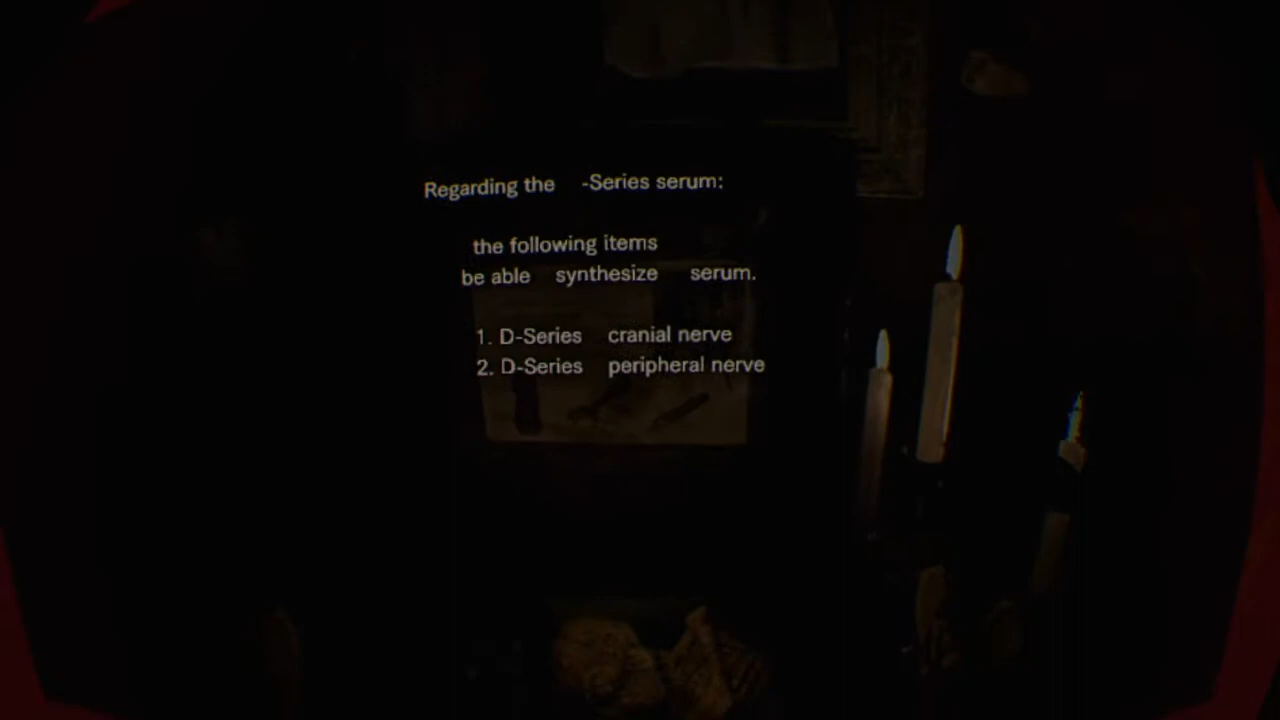 Regarding the -Series serum:
the following items
be able synthesize serum.
1. D-Series cranial nerve
2. D-Series peripheral nerve